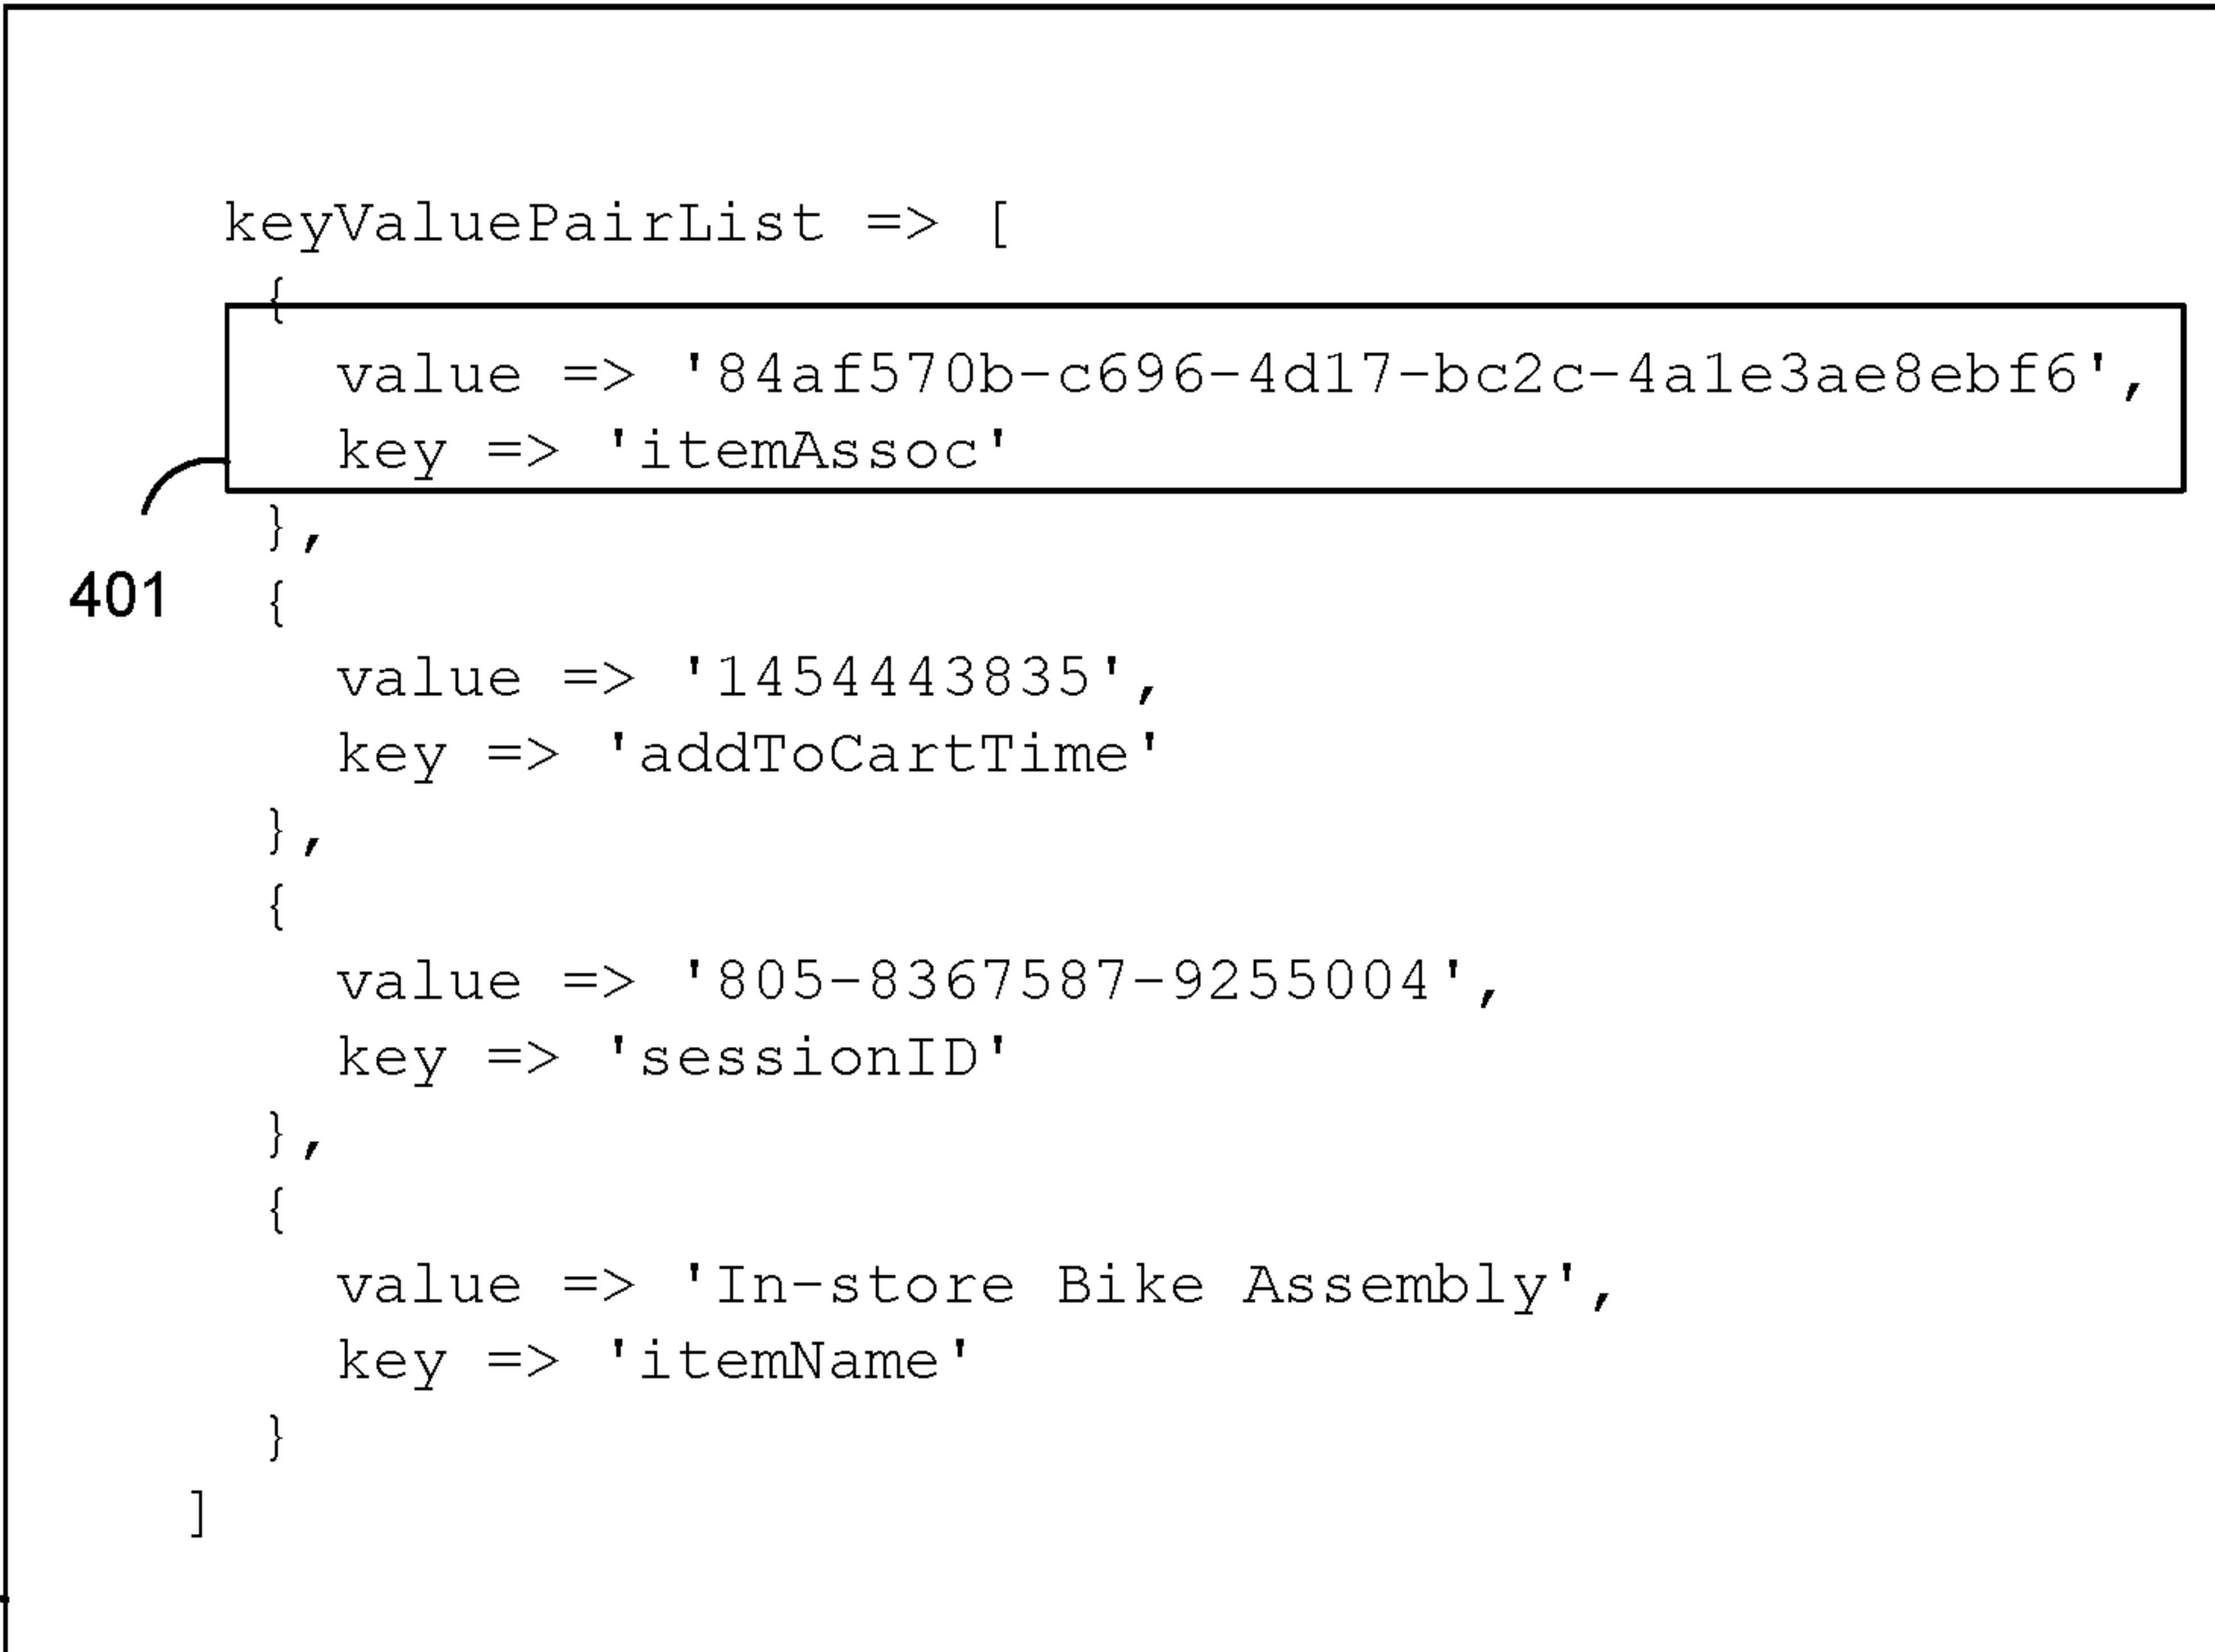 keyValuePairList => [
{
value => '84af570b-c696-4d17-bc2c-4a1e3ae8ebf6',
key => 'itemAssoc'
},
401
{
value => '1454443835',
key => 'addToCartTime'
},
{
value => '805-8367587-9255004',
key => 'sessionID'
},
{
value => 'In-store Bike Assembly',
key => 'itemName'
}
]